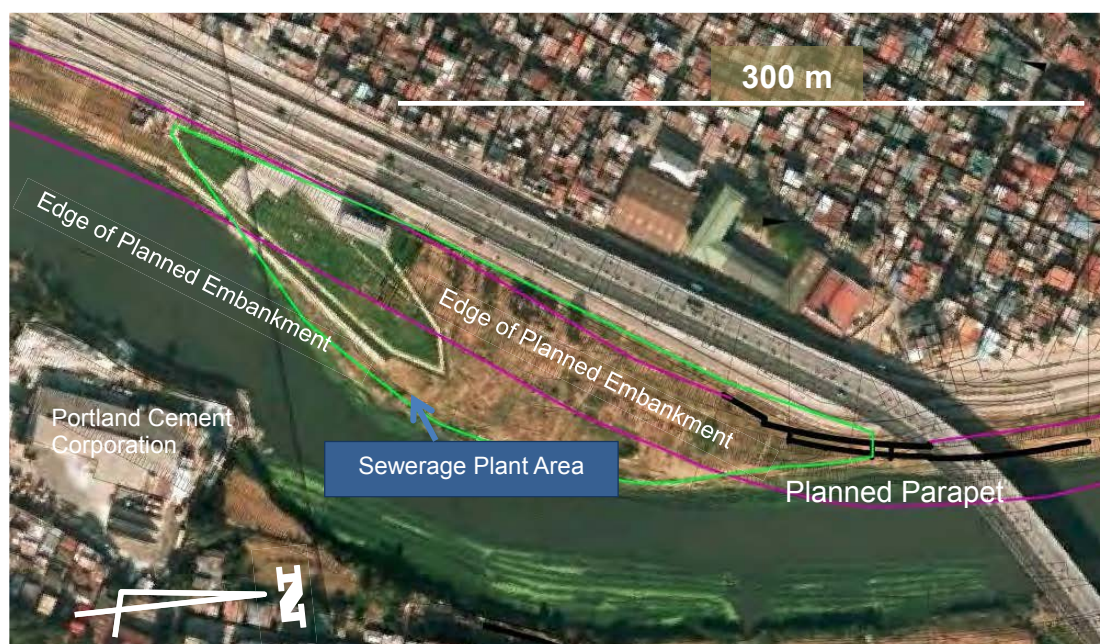 300 m
Edge of Planned Embankment
Edge of Planned Embankment
Portland Cement
Corporation
Sewerage Plant Area
Planned Parapet
N